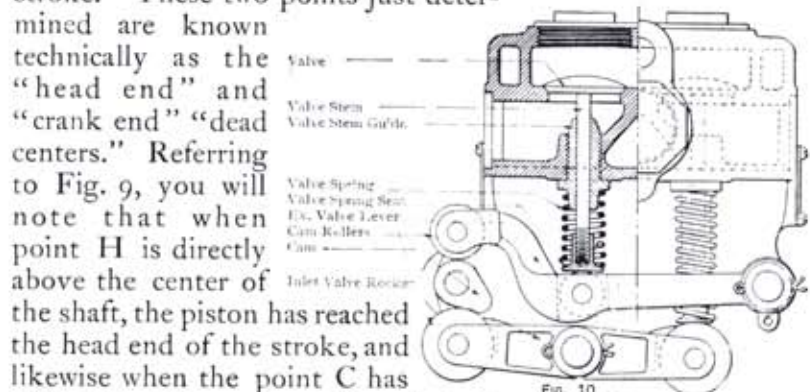 stroke. These two points just deter-
mined are known
technically as the
"head end" and
"crank end" "dead
centers." Referring
to Fig. 9, you will
note that when
point H is directly
above the center of
the shaft, the piston has reached
the head end of the stroke, and
likewise when the point C has
Valve
Valve Stem
Valve Stem Guide
Valve Spring
Valve Spring Seat
Ex. Valve Lever
Cam Rollers
Cam
Inlet Valve Rocker
Fig. 10